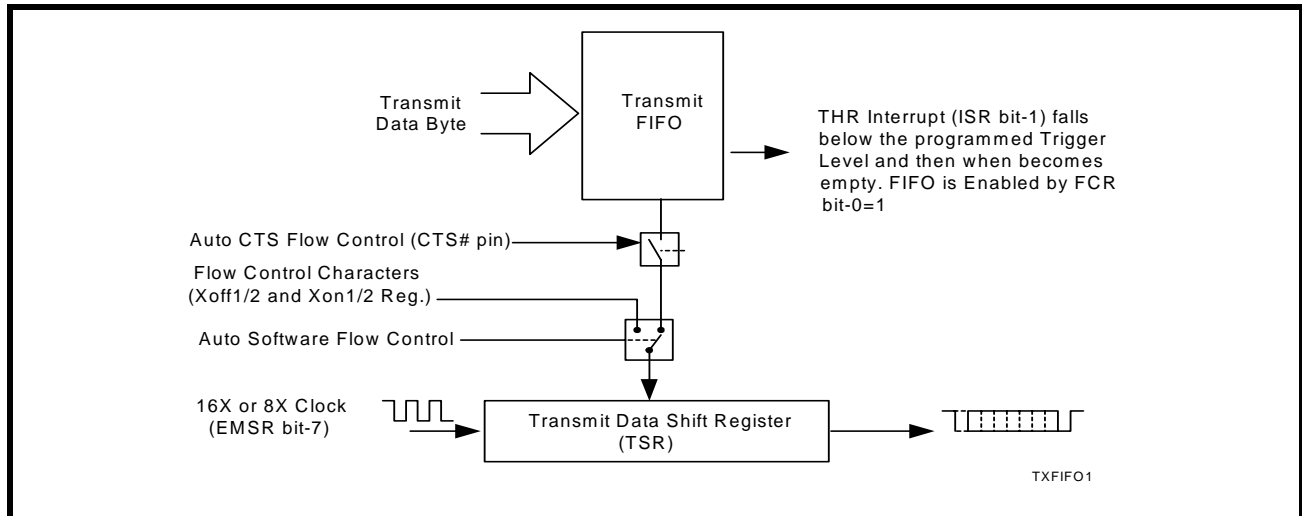 Transmit
Data Byte
Transmit
FIFO
THR Interrupt (ISR bit-1) falls
below the programmed Trigger
Level and then when becomes
empty. FIFO is Enabled by FCR
bit-0=1
Auto CTS Flow Control (CTS# pin)
Flow Control Characters
(Xoff1/2 and Xon1/2 Reg.)
Auto Software Flow Control
16X or 8X Clock
(EMSR bit-7)
Transmit Data Shift Register
(TSR)
TXFIFO1